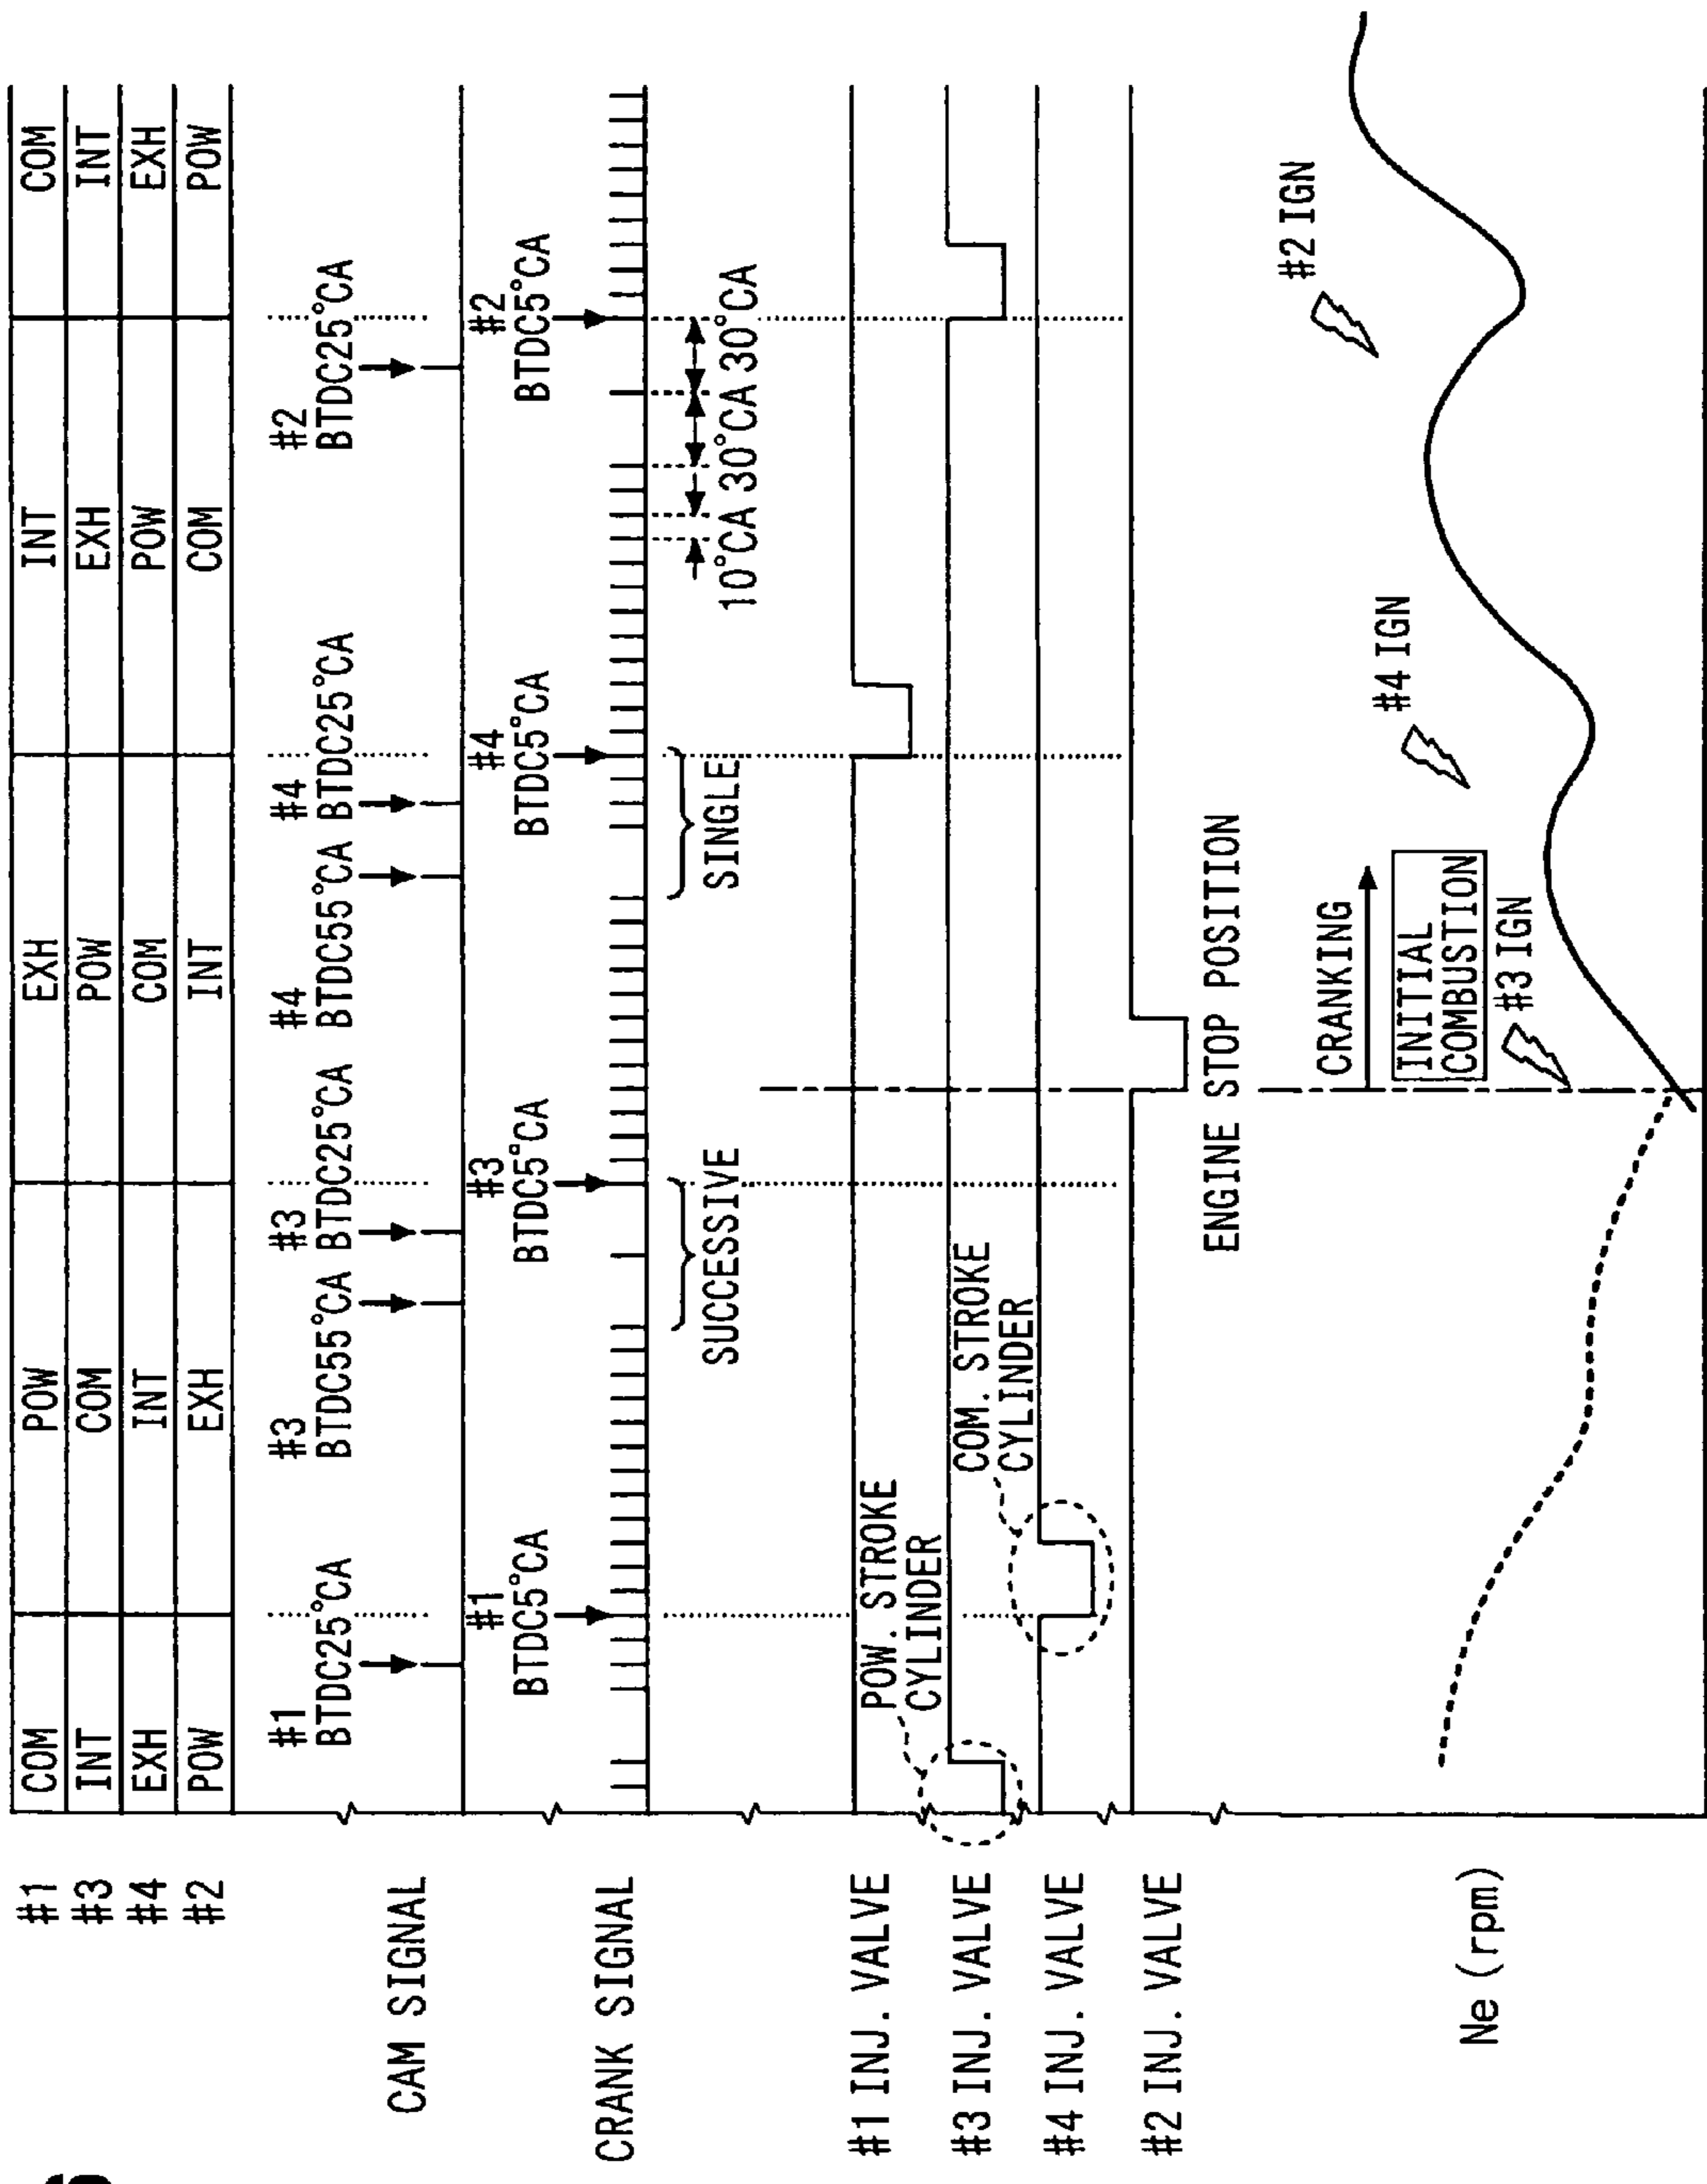 #1 COM POW EXH INT COM
#3 INT COM POW EXH INT
#4 EXH INT COM POW EXH
#2 POW EXH INT COM POW
#1
BTDC25°CA
#3
BTDC55°CA
#3
BTDC25°CA
#4
BTDC55°CA
#4
BTDC25°CA
#2
BTDC25°CA
CAM SIGNAL
#1
BTDC5°CA
#3
BTDC5°CA
#4
BTDC5°CA
#2
BTDC5°CA
CRANK SIGNAL
SUCCESSIVE
SINGLE
10°CA 30°CA 30°CA
#1 INJ. VALVE
POW. STROKE
CYLINDER
#3 INJ. VALVE
COM. STROKE
CYLINDER
#4 INJ. VALVE
#2 INJ. VALVE
ENGINE STOP POSITION
CRANKING
INITIAL
COMBUSTION
#3 IGN
#4 IGN
#2 IGN
Ne (rpm)